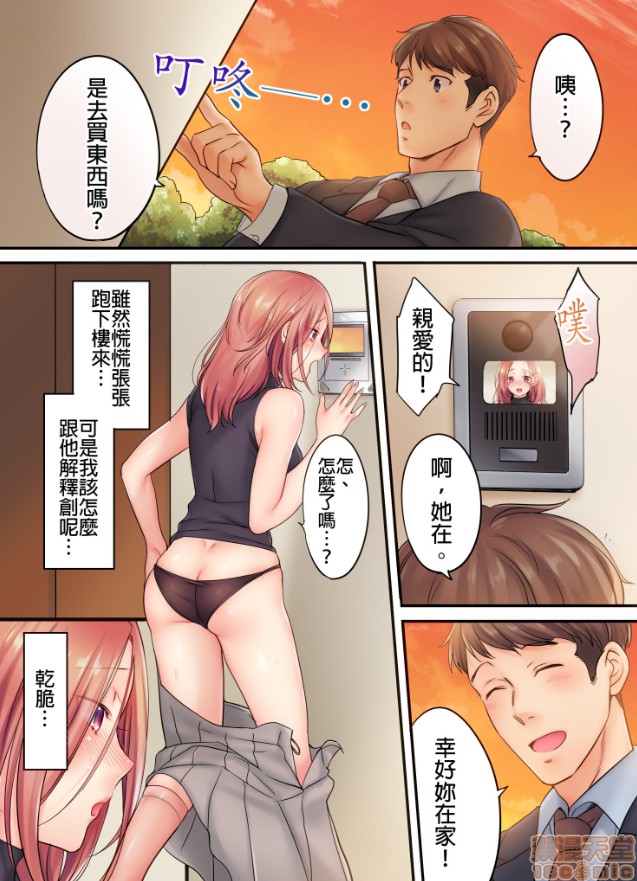 咦…？
叮咚——…
是去買東西嗎？
噗
親愛的！
啊，她在。
怎、
怎麼了嗎…？
雖然慌慌張張
跑下樓來…
可是我該怎麼
跟他解釋創呢…
幸好妳在家！
乾脆…